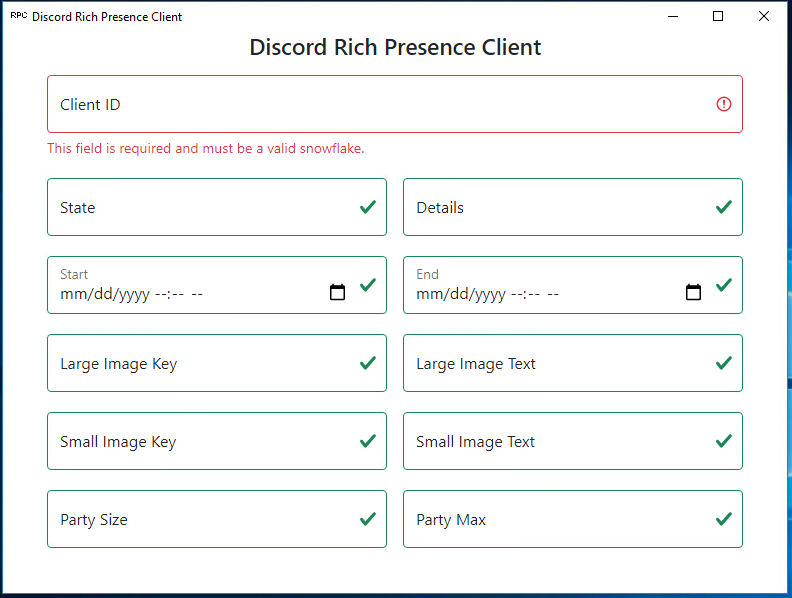 RPC Discord Rich Presence Client
Discord Rich Presence Client
Client ID
This field is required and must be a valid snowflake.
State
Details
Start
mm/dd/yyyy --:-- --
End
mm/dd/yyyy --:-- --
Large Image Key
Large Image Text
Small Image Key
Small Image Text
Party Size
Party Max